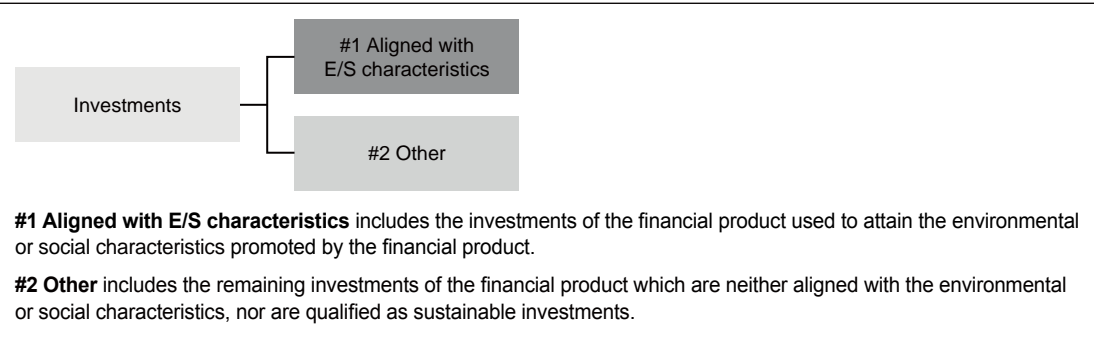 #1 Aligned with
E/S characteristics
Investments
#2 Other
#1 Aligned with E/S characteristics includes the investments of the financial product used to attain the environmental
or social characteristics promoted by the financial product.
#2 Other includes the remaining investments of the financial product which are neither aligned with the environmental
or social characteristics, nor are qualified as sustainable investments.